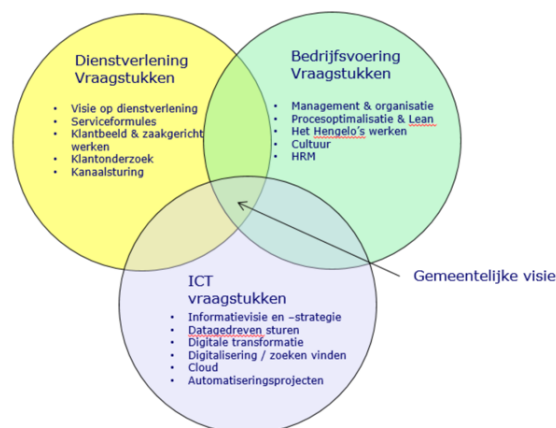 Dienstverlening
Vraagstukken
• Visie op dienstverlening
• Serviceformules
• Klantbeeld & zaakgericht
werken
• Klantonderzoek
• Kanaalsturing
Bedrijfsvoering
Vraagstukken
• Management & organisatie
• Procesoptimalisatie & Lean
• Het Hengelo's werken
• Cultuur
• HRM
Gemeentelijke visie
ICT
vraagstukken
• Informatievisie en –strategie
• Datagedreven sturen
• Digitale transformatie
• Digitalisering / zoeken vinden
• Cloud
• Automatiseringsprojecten